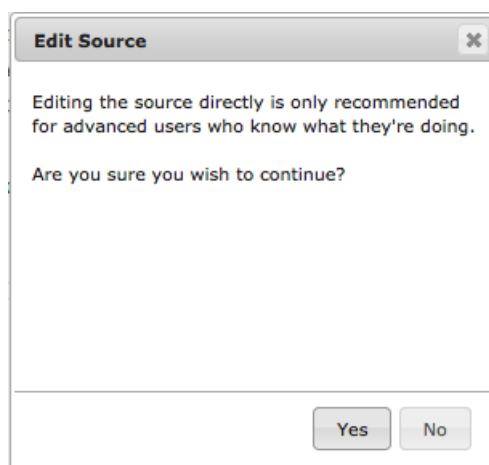 Edit Source
Editing the source directly is only recommended
for advanced users who know what they're doing.
Are you sure you wish to continue?
Yes
No